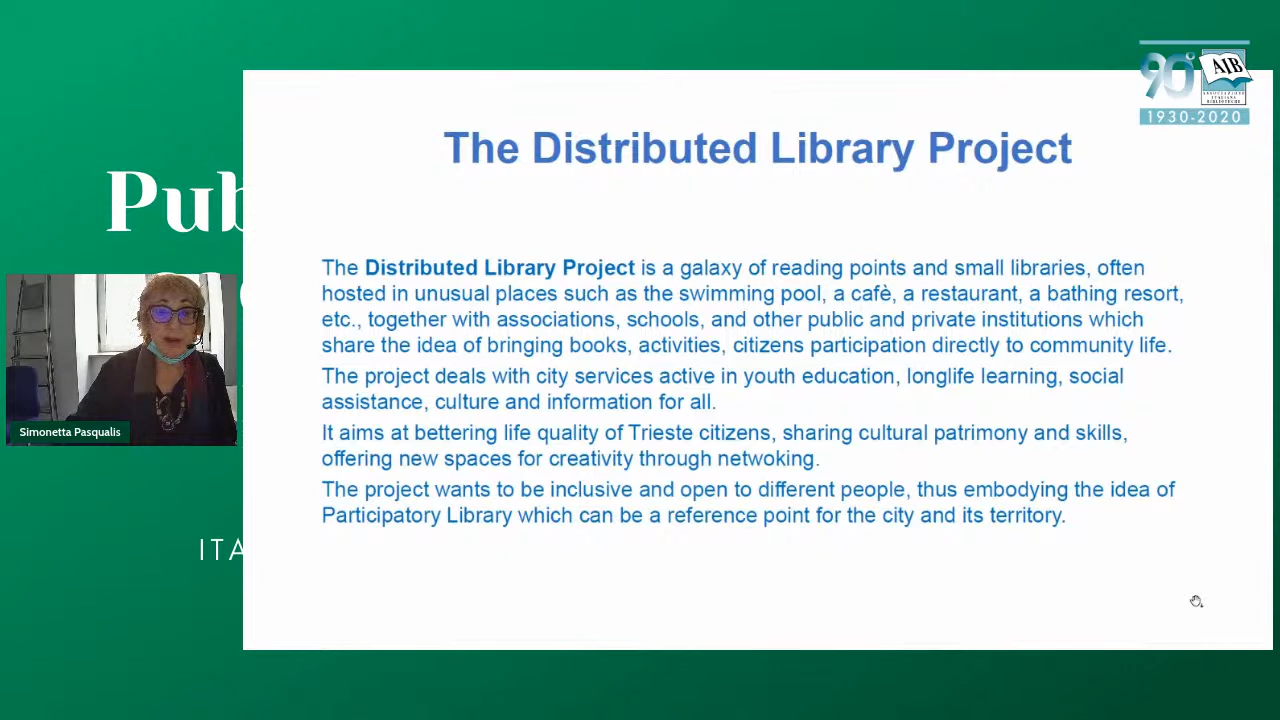 90°
AIB
ASSOCIAZIONE
ITALIANA
BIBLIOTECHE
1930-2020
The Distributed Library Project
Pub
The Distributed Library Project is a galaxy of reading points and small libraries, often
hosted in unusual places such as the swimming pool, a cafè, a restaurant, a bathing resort,
etc., together with associations, schools, and other public and private institutions which
share the idea of bringing books, activities, citizens participation directly to community life.
The project deals with city services active in youth education, longlife learning, social
assistance, culture and information for all.
It aims at bettering life quality of Trieste citizens, sharing cultural patrimony and skills,
offering new spaces for creativity through netwoking.
The project wants to be inclusive and open to different people, thus embodying the idea of
Participatory Library which can be a reference point for the city and its territory.
Simonetta Pasqualis
ITA